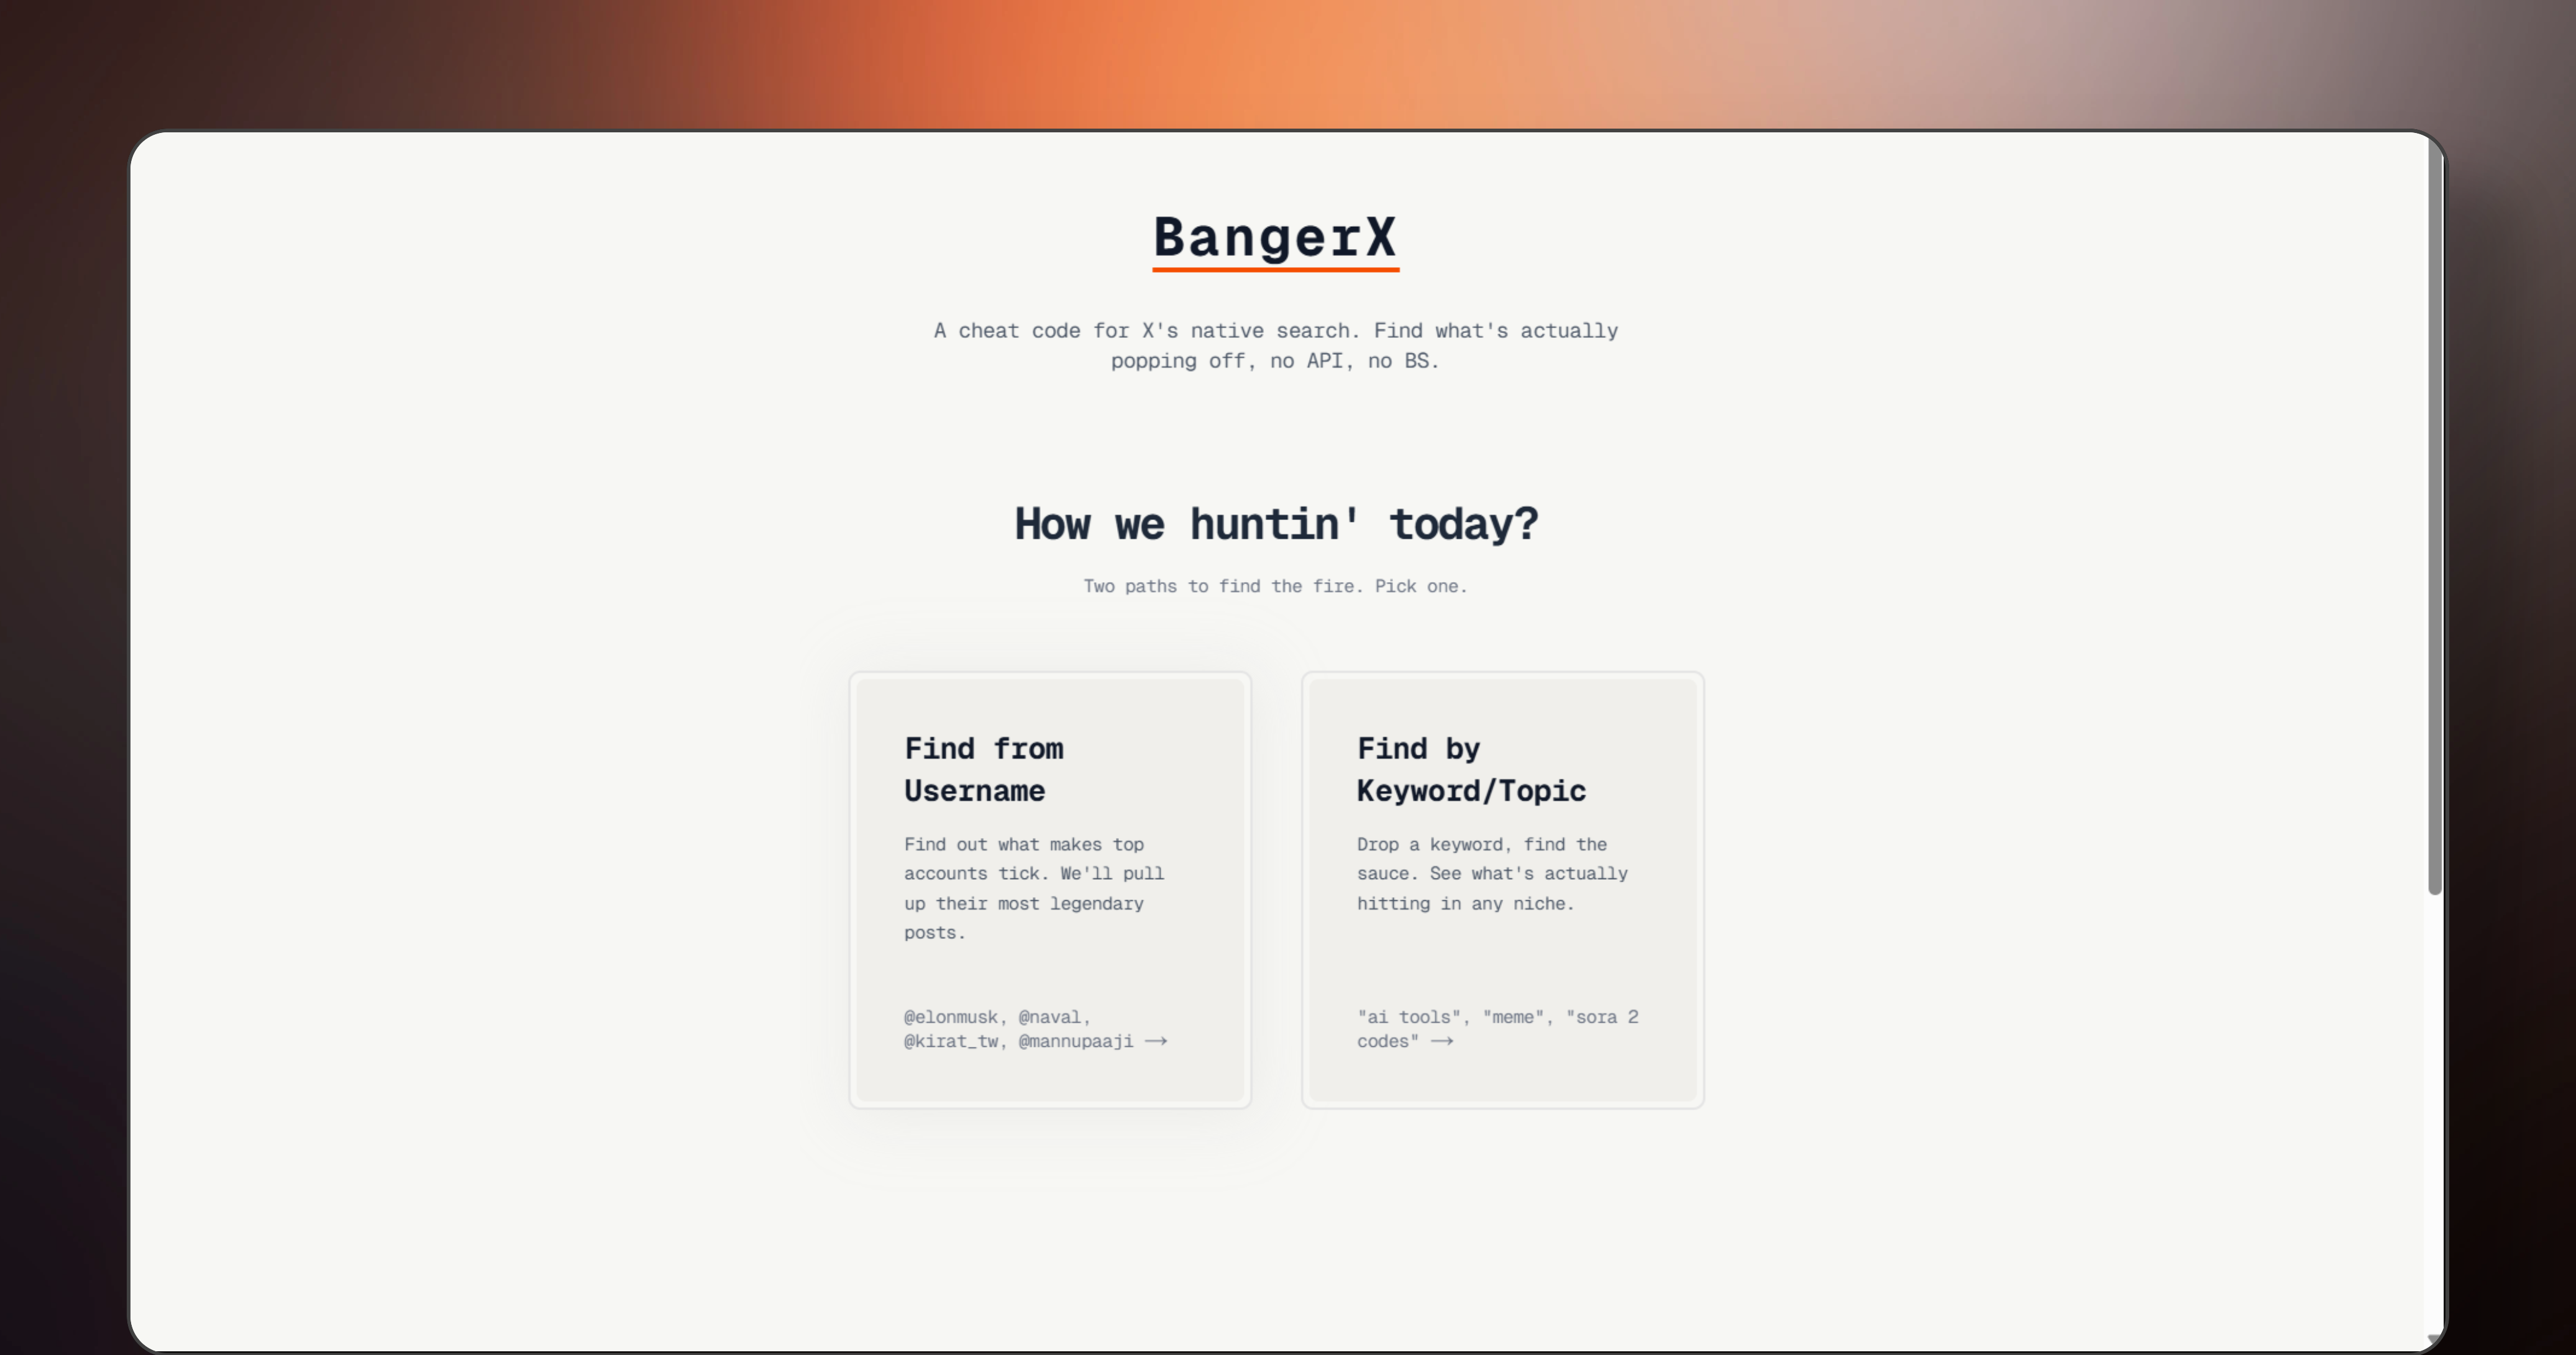 BangerX
A cheat code for X's native search. Find what's actually
popping off, no API, no BS.
How we huntin' today?
Two paths to find the fire. Pick one.
Find from
Username
Find out what makes top
accounts tick. We'll pull
up their most legendary
posts.
@elonmusk, @naval,
@kirat_tw, @mannupaaji →
Find by
Keyword/Topic
Drop a keyword, find the
sauce. See what's actually
hitting in any niche.
"ai tools", "meme", "sora 2
codes" →